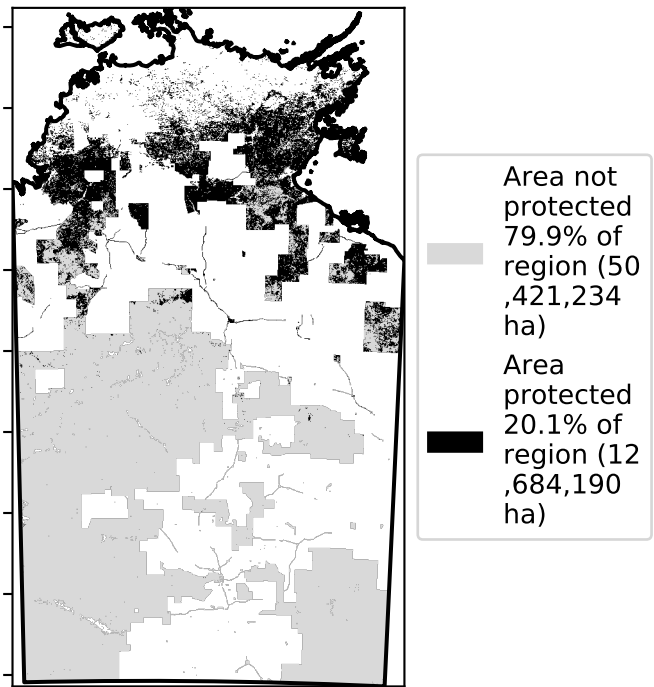 Area not
protected
79.9% of
region (50
,421,234
ha)
Area
protected
20.1% of
region (12
,684,190
ha)